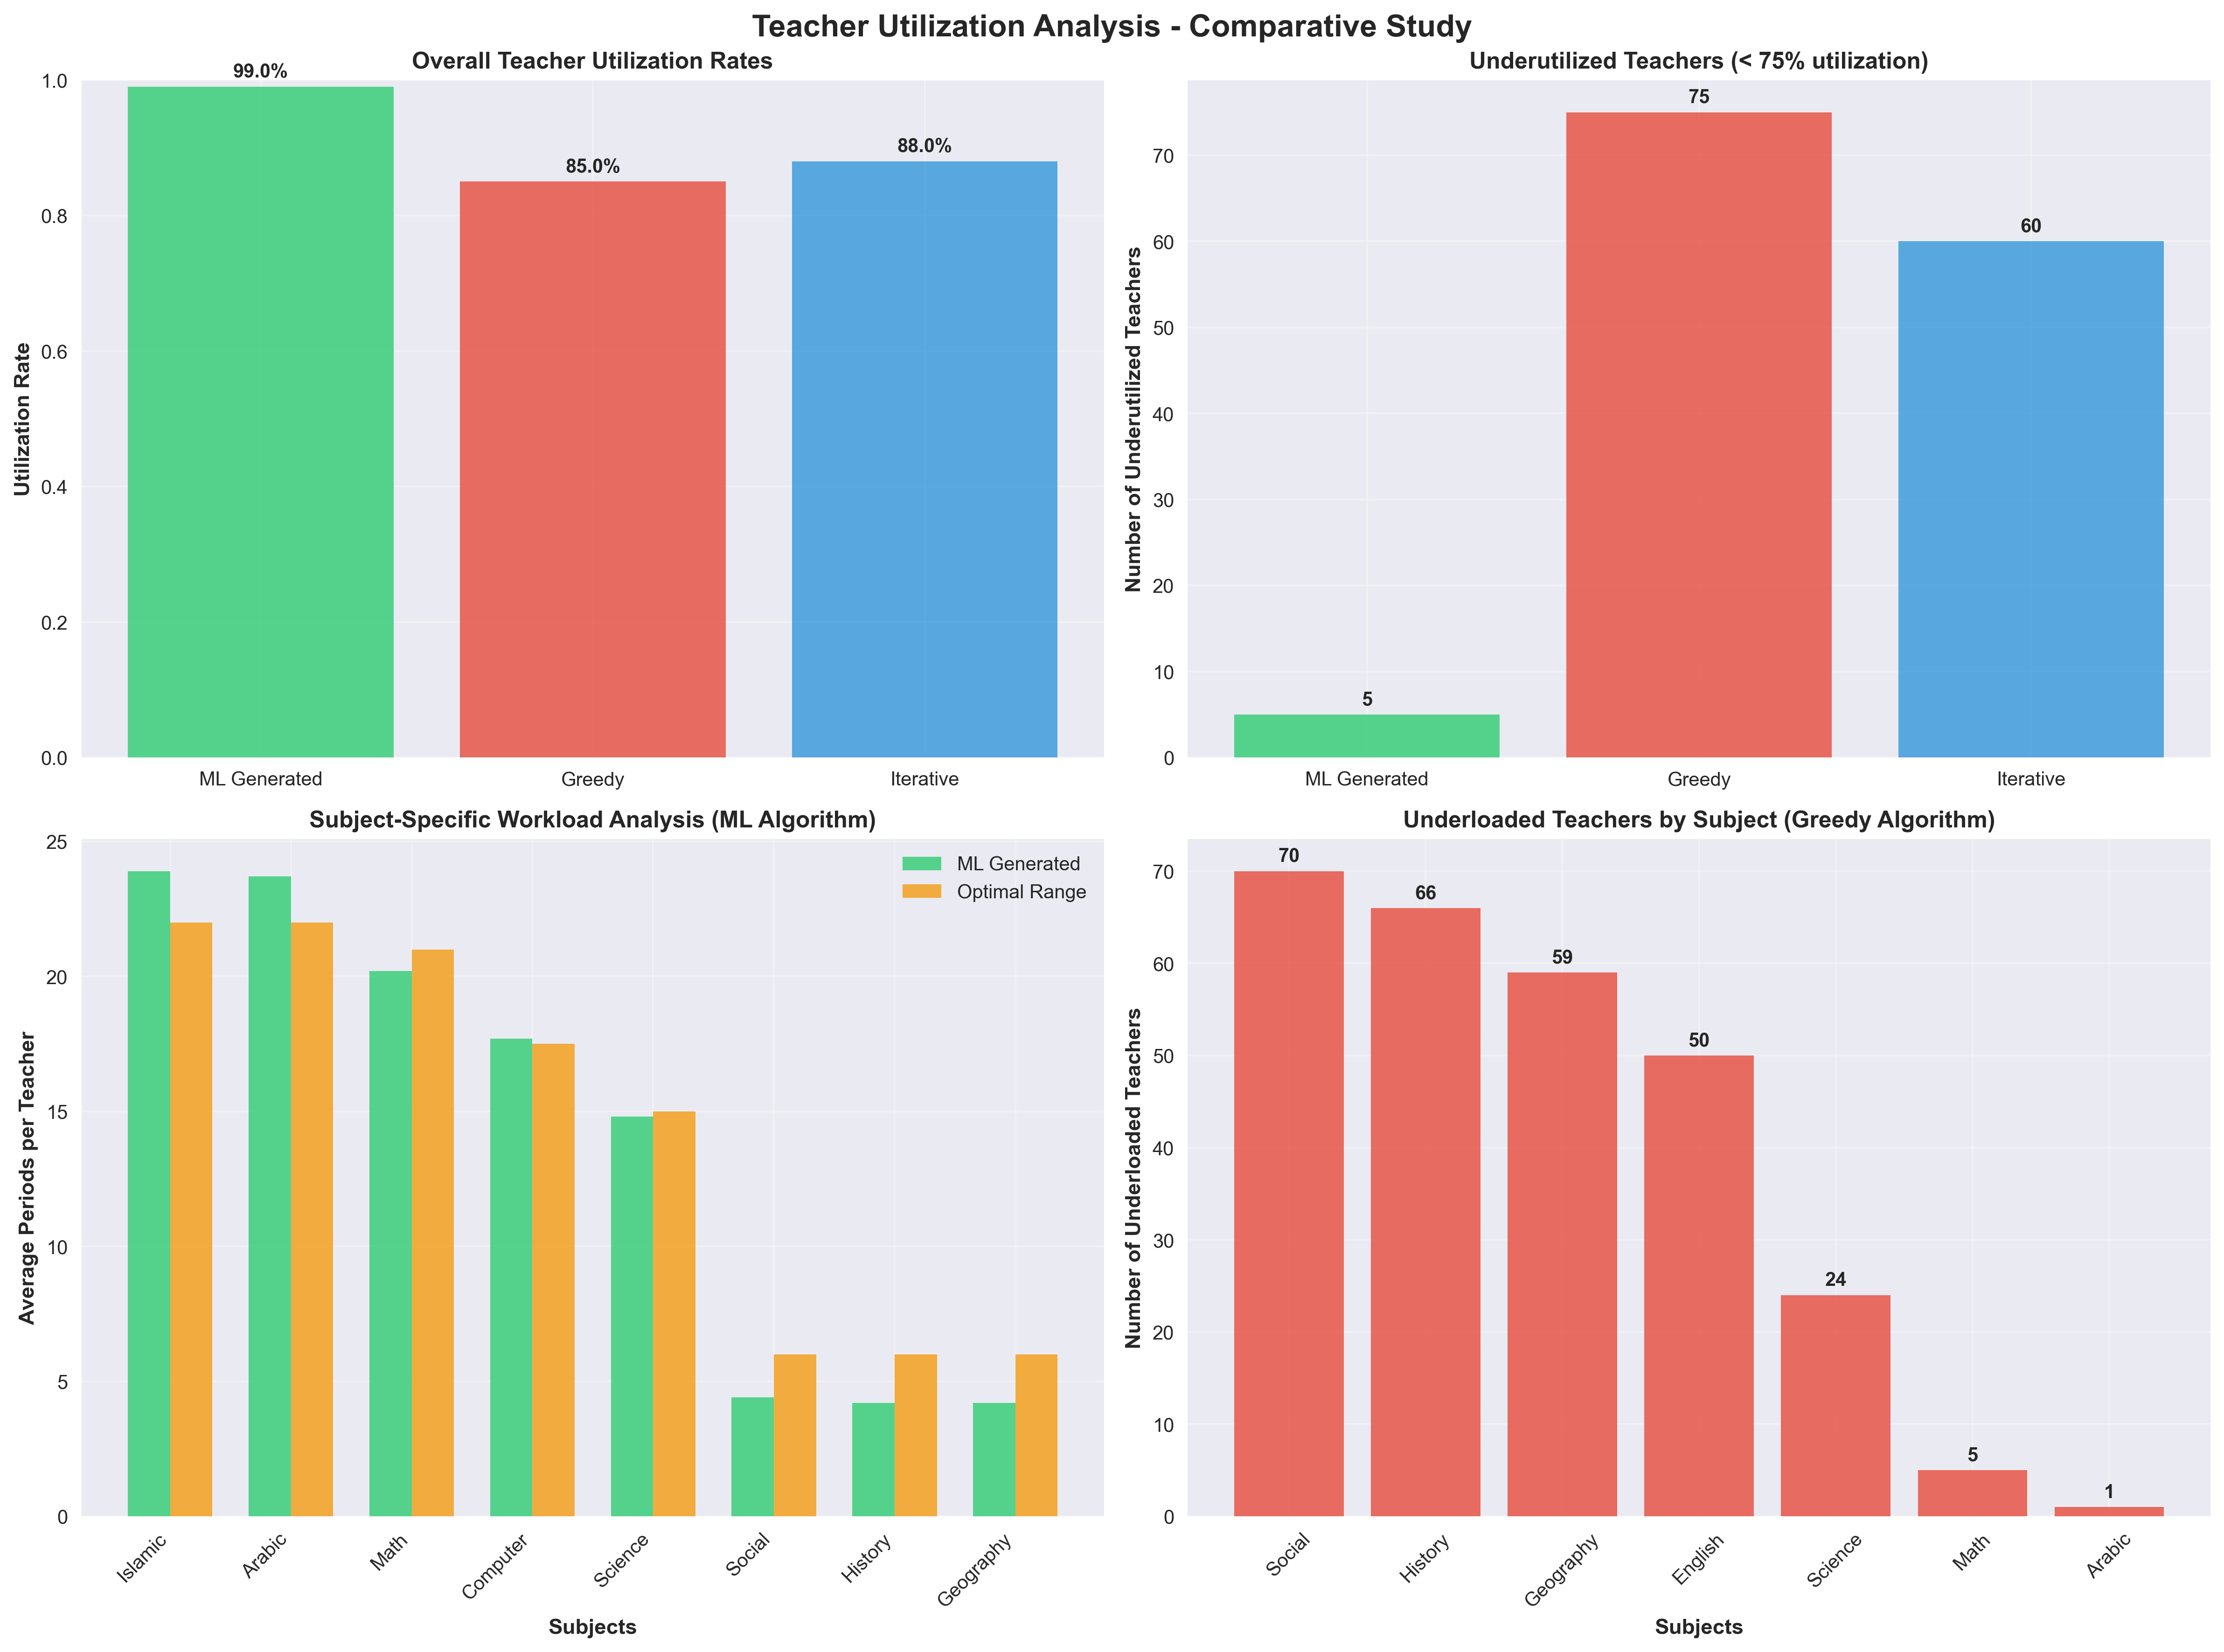 Teacher Utilization Analysis - Comparative Study
Overall Teacher Utilization Rates
Utilization Rate
1.0
0.8
0.6
0.4
0.2
0.0
99.0%
85.0%
88.0%
ML Generated
Greedy
Iterative
Underutilized Teachers (< 75% utilization)
Number of Underutilized Teachers
70
60
50
40
30
20
10
0
5
75
60
ML Generated
Greedy
Iterative
Subject-Specific Workload Analysis (ML Algorithm)
Average Periods per Teacher
25
20
15
10
5
0
ML Generated
Optimal Range
Islamic
Arabic
Math
Computer
Science
Social
History
Geography
Subjects
Underloaded Teachers by Subject (Greedy Algorithm)
Number of Underloaded Teachers
70
60
50
40
30
20
10
0
70
66
59
50
24
5
1
Social
History
Geography
English
Science
Math
Arabic
Subjects